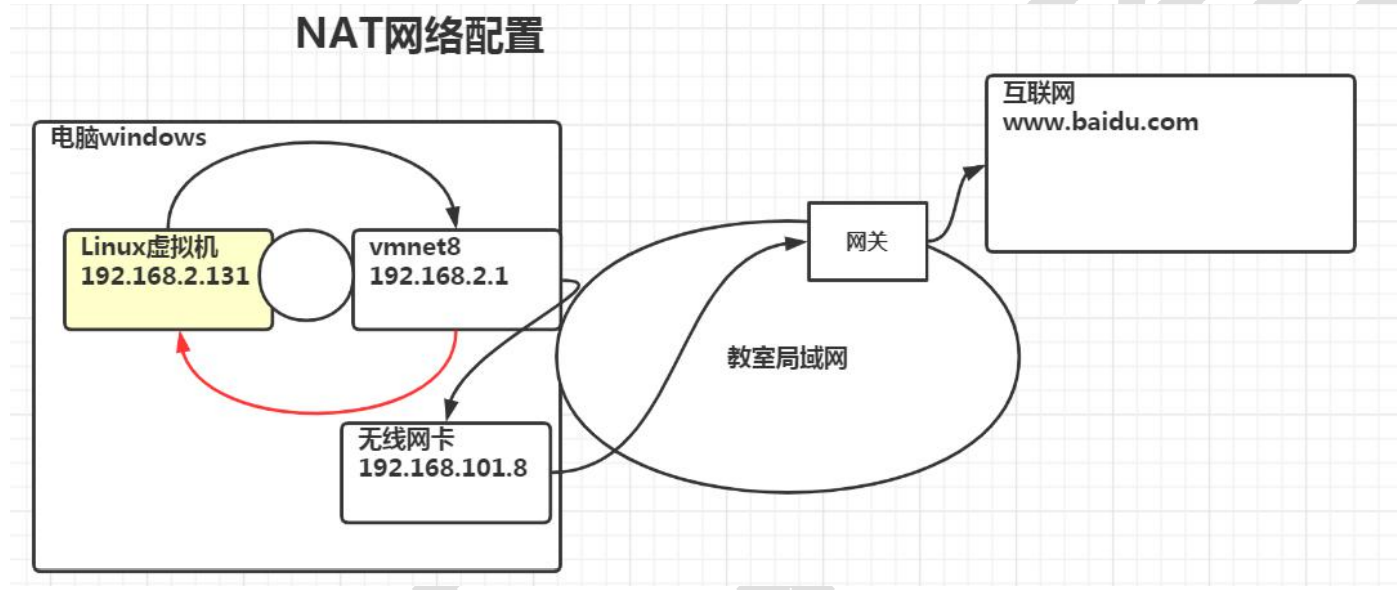 NAT网络配置
电脑windows
Linux虚拟机
192.168.2.131
vmnet8
192.168.2.1
无线网卡
192.168.101.8
网关
教室局域网
互联网
www.baidu.com